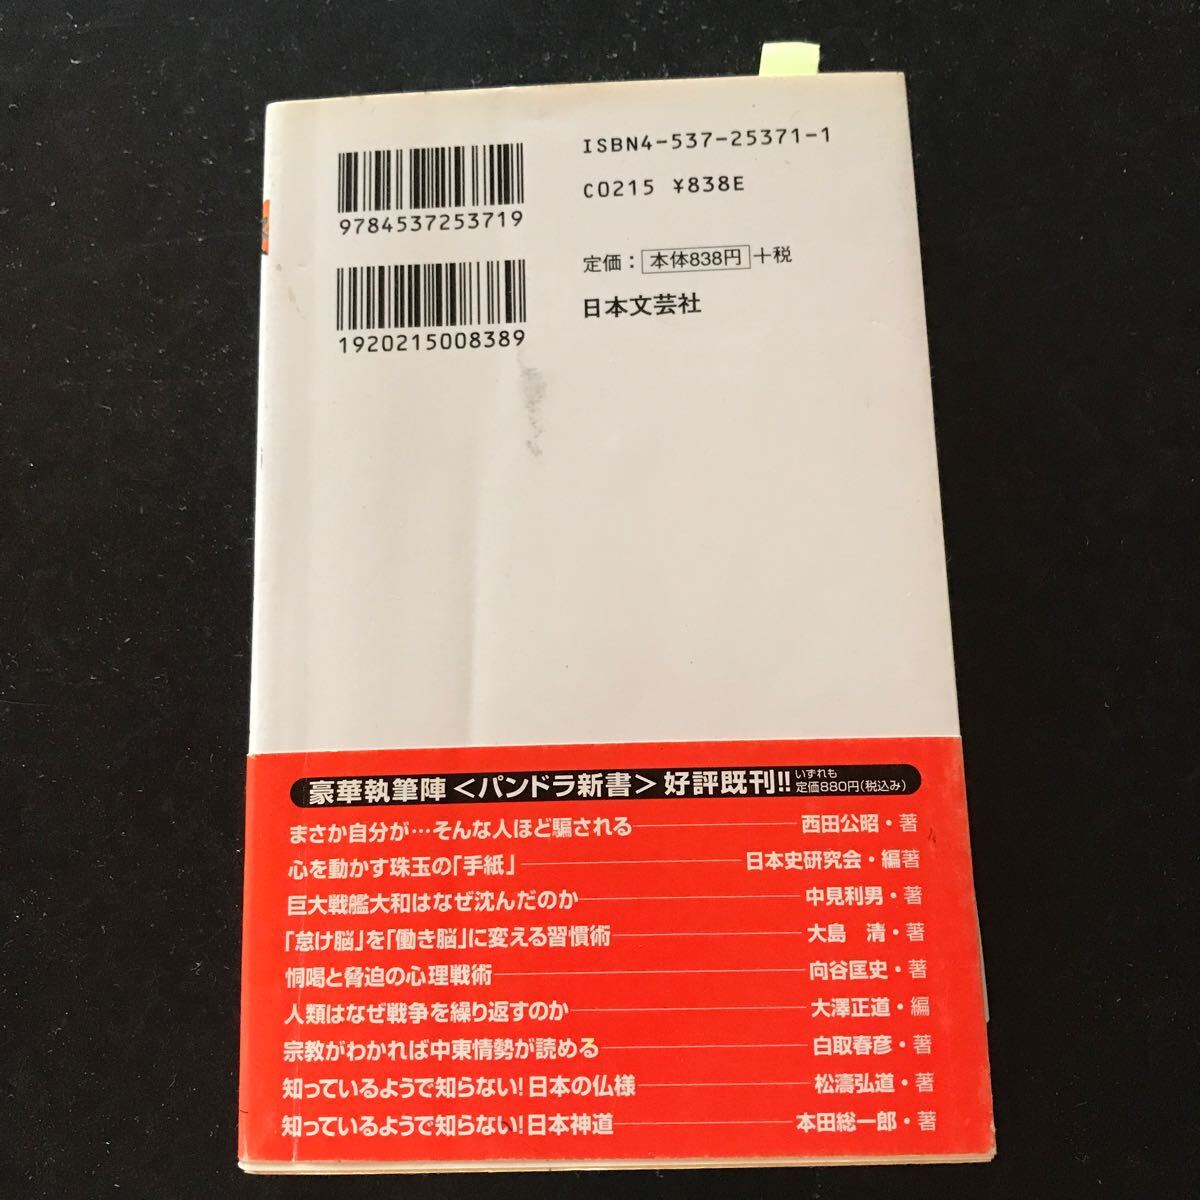 ISBN4-537-25371-1
C0215 ¥838E
9784537253719
定価：本体838円＋税
日本文芸社
1920215008389
豪華執筆陣＜パンドラ新書＞好評既刊!! いずれも 定価880円(税込み)
まさか自分が…そんな人ほど騙される――西田公昭・著
心を動かす珠玉の「手紙」――日本史研究会・編著
巨大戦艦大和はなぜ沈んだのか――中見利男・著
「怠け脳」を「働き脳」に変える習慣術――大島　清・著
恫喝と脅迫の心理戦術――向谷匡史・著
人類はなぜ戦争を繰り返すのか――大澤正道・編
宗教がわかれば中東情勢が読める――白取春彦・著
知っているようで知らない！日本の仏様――松濤弘道・著
知っているようで知らない！日本神道――本田総一郎・著